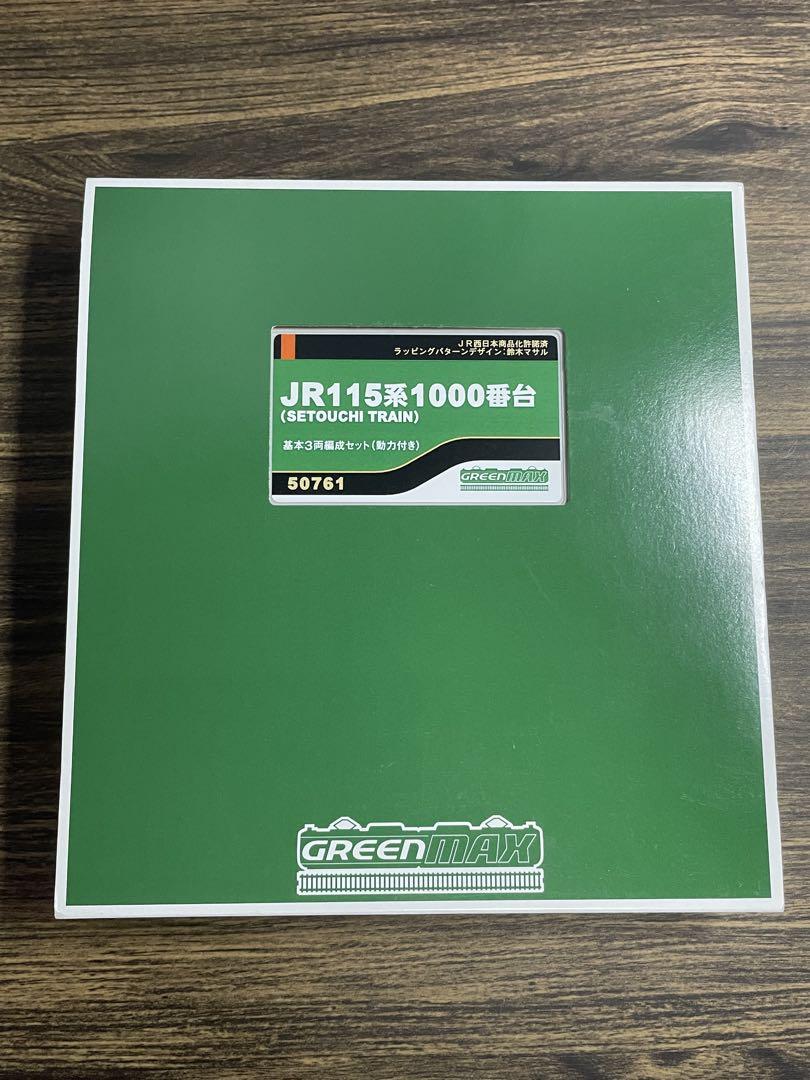 JR西日本商品化許諾済
ラッピングパターンデザイン:鈴木マサル
JR115系1000番台
(SETOUCHI TRAIN)
基本3両編成セット(動力付き)
50761
GREENMAX
GREENMAX